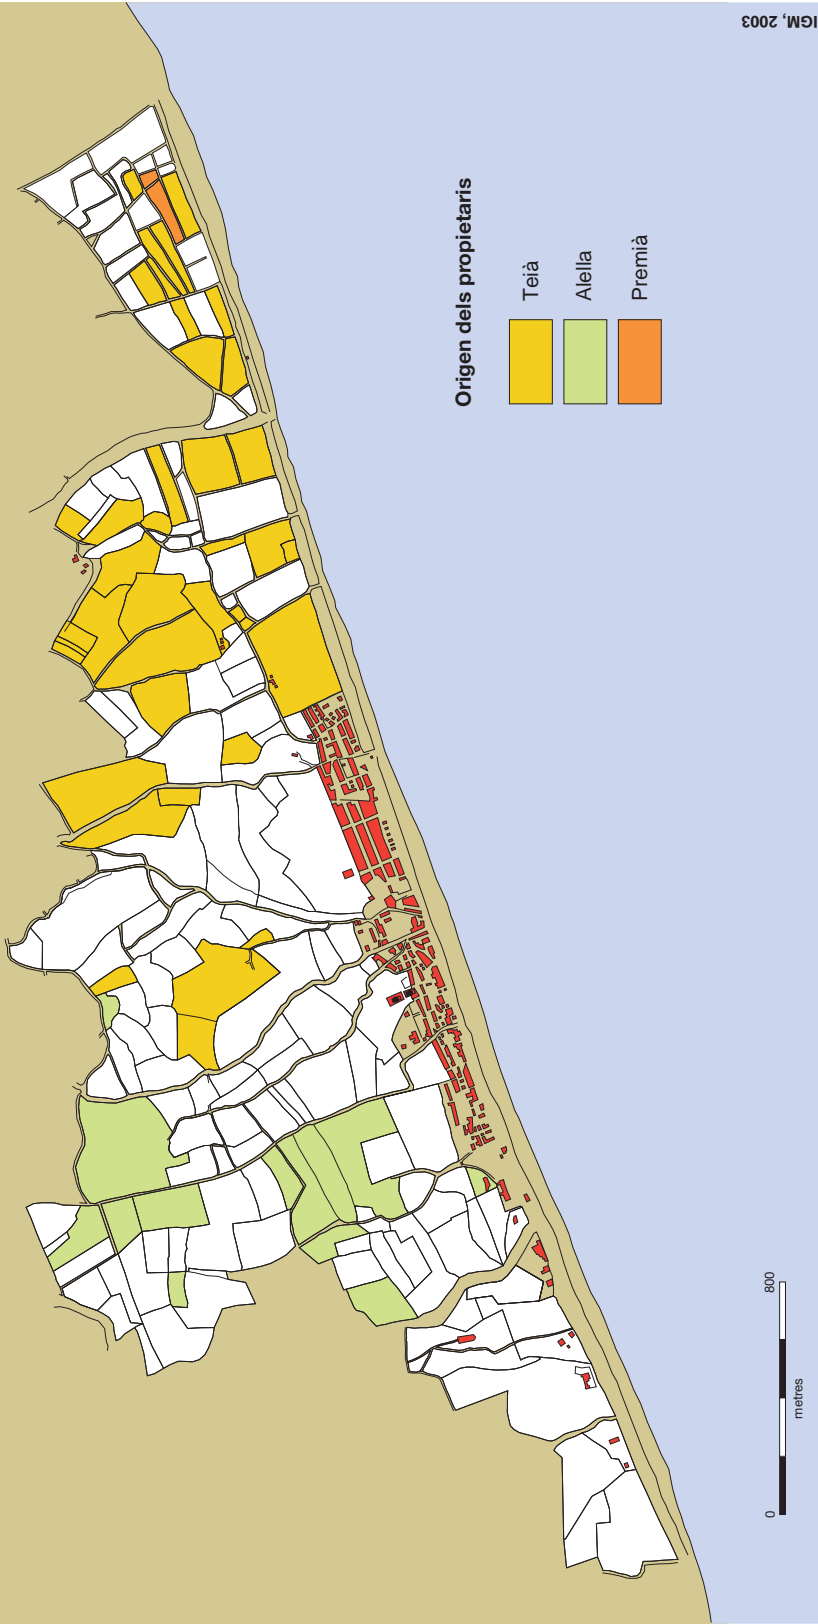 IGM, 2003
Origen dels propietaris
Teià
Alella
Premià
0
800
metres